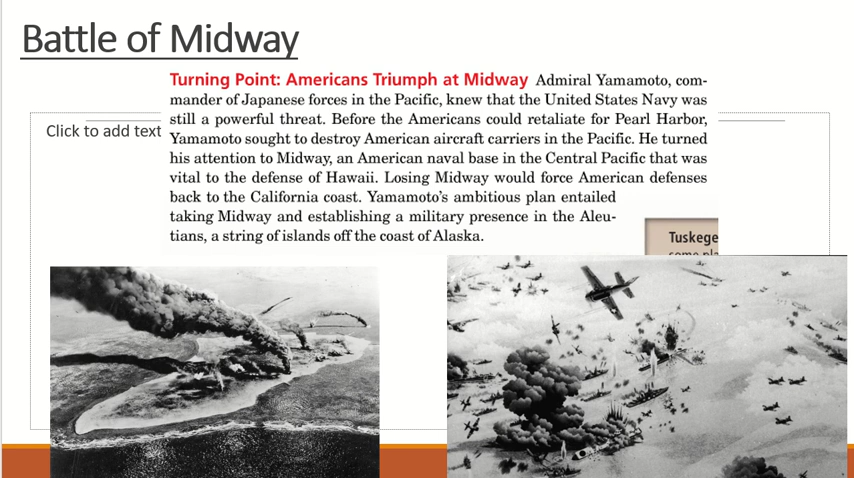 Battle of Midway
Turning Point: Americans Triumph at Midway Admiral Yamamoto, com-
mander of Japanese forces in the Pacific, knew that the United States Navy was
still a powerful threat. Before the Americans could retaliate for Pearl Harbor,
Yamamoto sought to destroy American aircraft carriers in the Pacific. He turned
his attention to Midway, an American naval base in the Central Pacific that was
vital to the defense of Hawaii. Losing Midway would force American defenses
back to the California coast. Yamamoto's ambitious plan entailed
taking Midway and establishing a military presence in the Aleu-
tians, a string of islands off the coast of Alaska.
Click to add text
Tuskege